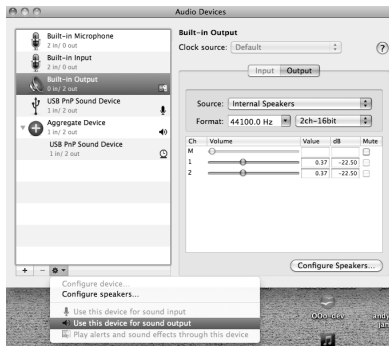 Audio Devices
Built-in Microphone
2 in/ 0 out
Built-in Input
2 in/ 0 out
Built-in Output
0 in/ 2 out
USB PnP Sound Device
1 in/ 2 out
Aggregate Device
1 in/ 2 out
USB PnP Sound Device
1 in/ 2 out
+ −
Built-in Output
Clock source: Default
?
Input Output
Source: Internal Speakers
Format: 44100.0 Hz 2ch-16bit
Ch Volume Value dB Mute
M
1 0.37 -22.50
2 0.37 -22.50
Configure Speakers...
Configure device...
Configure speakers...
Use this device for sound input
Use this device for sound output
Play alerts and sound effects through this device
OOo-dev
andy
jan